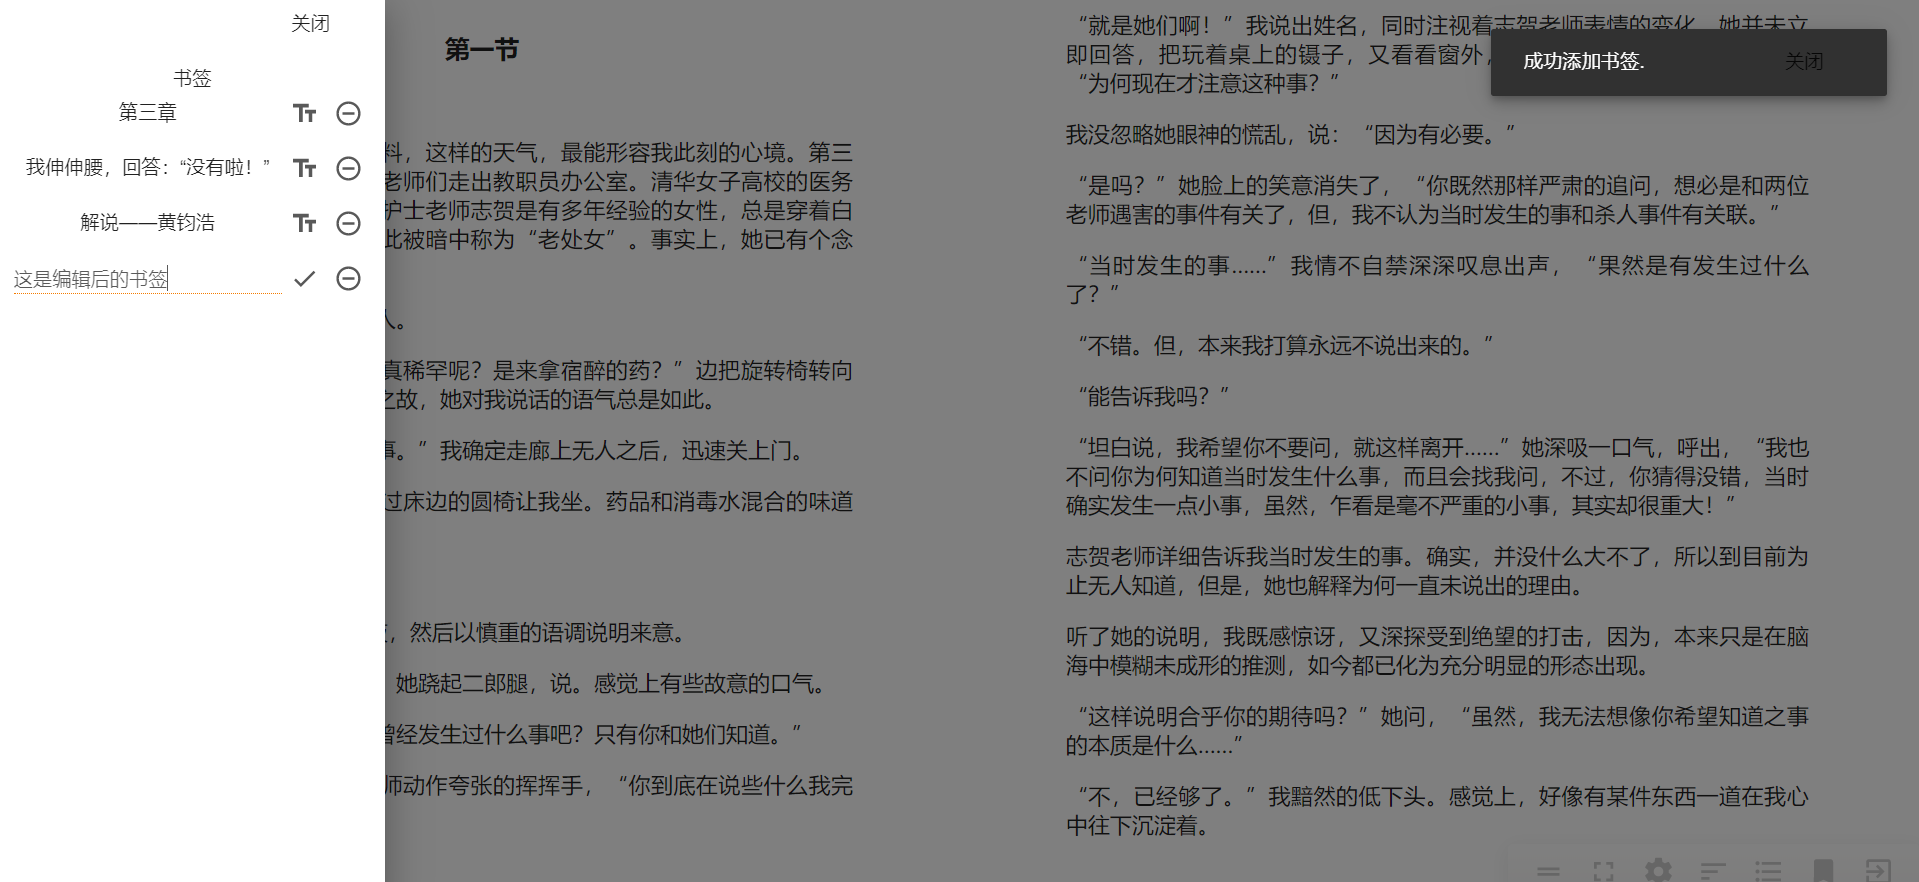 关闭
书签
第三章
我伸伸腰，回答：“没有啦！”
解说——黄钧浩
这是编辑后的书签
第一节
料，这样的天气，最能形容我此刻的心境。第三
老师们走出教职员办公室。清华女子高校的医务
护士老师志贺是有多年经验的女性，总是穿着白
此被暗中称为“老处女”。事实上，她已有个念
人。
真稀罕呢？是来拿宿醉的药？”边把旋转椅转向
之故，她对我说话的语气总是如此。
事。”我确定走廊上无人之后，迅速关上门。
过床边的圆椅让我坐。药品和消毒水混合的味道
，然后以慎重的语调说明来意。
她跷起二郎腿，说。感觉上有些故意的口气。
曾经发生过什么事吧？只有你和她们知道。”
师动作夸张的挥挥手，“你到底在说些什么我完
“就是她们啊！”我说出姓名，同时注视着志贺老师表情的变化。她并未立
即回答，把玩着桌上的镊子，又看看窗外，
“为何现在才注意这种事？”
我没忽略她眼神的慌乱，说：“因为有必要。”
“是吗？”她脸上的笑意消失了，“你既然那样严肃的追问，想必是和两位
老师遇害的事件有关了，但，我不认为当时发生的事和杀人事件有关联。”
“当时发生的事……”我情不自禁深深叹息出声，“果然是有发生过什么
了？”
“不错。但，本来我打算永远不说出来的。”
“能告诉我吗？”
“坦白说，我希望你不要问，就这样离开……”她深吸一口气，呼出，“我也
不问你为何知道当时发生什么事，而且会找我问，不过，你猜得没错，当时
确实发生一点小事，虽然，乍看是毫不严重的小事，其实却很重大！”
志贺老师详细告诉我当时发生的事。确实，并没什么大不了，所以到目前为
止无人知道，但是，她也解释为何一直未说出的理由。
听了她的说明，我既感惊讶，又深探受到绝望的打击，因为，本来只是在脑
海中模糊未成形的推测，如今都已化为充分明显的形态出现。
“这样说明合乎你的期待吗？”她问，“虽然，我无法想像你希望知道之事
的本质是什么……”
“不，已经够了。”我黯然的低下头。感觉上，好像有某件东西一道在我心
中往下沉淀着。
成功添加书签.
关闭